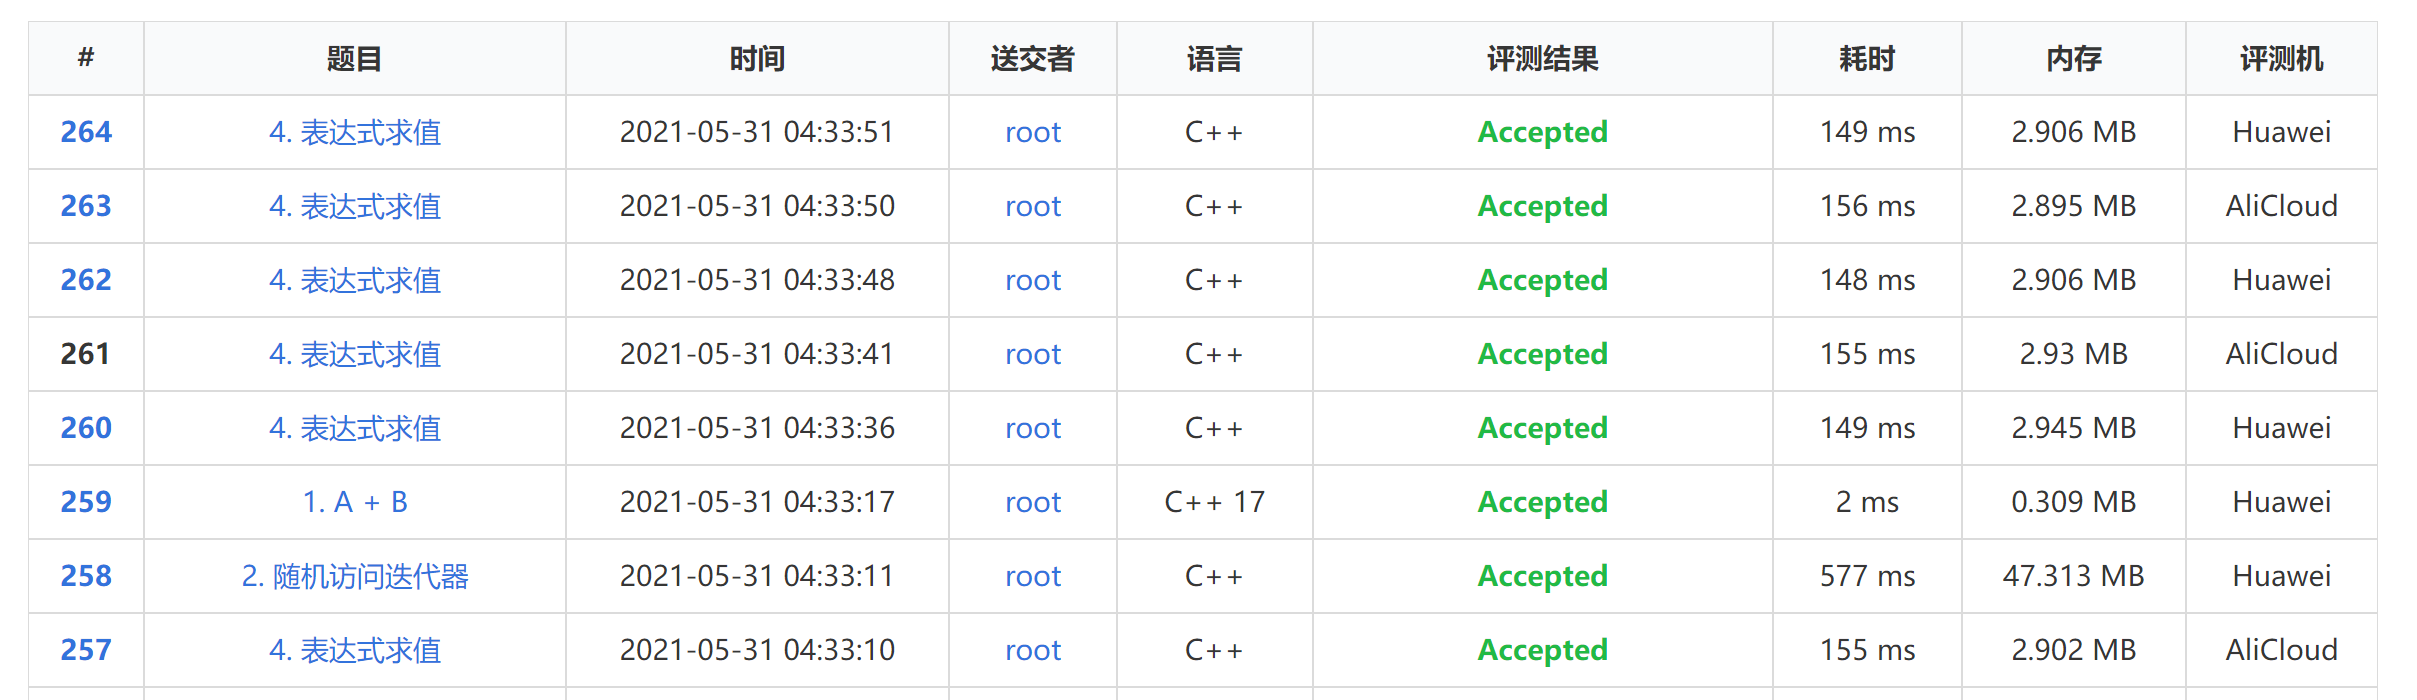 # 题目 时间 送交者 语言 评测结果 耗时 内存 评测机
264 4. 表达式求值 2021-05-31 04:33:51 root C++ Accepted 149 ms 2.906 MB Huawei
263 4. 表达式求值 2021-05-31 04:33:50 root C++ Accepted 156 ms 2.895 MB AliCloud
262 4. 表达式求值 2021-05-31 04:33:48 root C++ Accepted 148 ms 2.906 MB Huawei
261 4. 表达式求值 2021-05-31 04:33:41 root C++ Accepted 155 ms 2.93 MB AliCloud
260 4. 表达式求值 2021-05-31 04:33:36 root C++ Accepted 149 ms 2.945 MB Huawei
259 1. A + B 2021-05-31 04:33:17 root C++ 17 Accepted 2 ms 0.309 MB Huawei
258 2. 随机访问迭代器 2021-05-31 04:33:11 root C++ Accepted 577 ms 47.313 MB Huawei
257 4. 表达式求值 2021-05-31 04:33:10 root C++ Accepted 155 ms 2.902 MB AliCloud